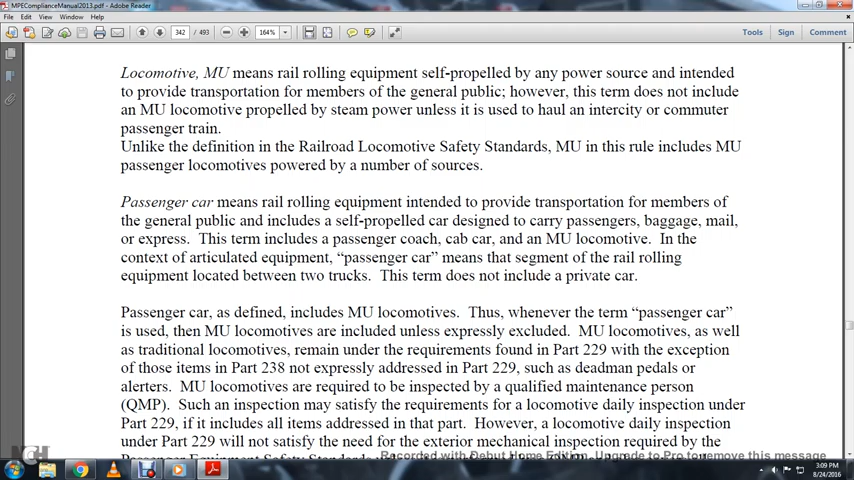 MPEComplianceManual2013.pdf - Adobe Reader
File Edit View Window Help
342 / 493 164% Tools Sign Comment
Locomotive, MU means rail rolling equipment self-propelled by any power source and intended
to provide transportation for members of the general public; however, this term does not include
an MU locomotive propelled by steam power unless it is used to haul an intercity or commuter
passenger train.
Unlike the definition in the Railroad Locomotive Safety Standards, MU in this rule includes MU
passenger locomotives powered by a number of sources.
Passenger car means rail rolling equipment intended to provide transportation for members of
the general public and includes a self-propelled car designed to carry passengers, baggage, mail,
or express. This term includes a passenger coach, cab car, and an MU locomotive. In the
context of articulated equipment, “passenger car” means that segment of the rail rolling
equipment located between two trucks. This term does not include a private car.
Passenger car, as defined, includes MU locomotives. Thus, whenever the term “passenger car”
is used, then MU locomotives are included unless expressly excluded. MU locomotives, as well
as traditional locomotives, remain under the requirements found in Part 229 with the exception
of those items in Part 238 not expressly addressed in Part 229, such as deadman pedals or
alerters. MU locomotives are required to be inspected by a qualified maintenance person
(QMP). Such an inspection may satisfy the requirements for a locomotive daily inspection under
Part 229, if it includes all items addressed in that part. However, a locomotive daily inspection
under Part 229 will not satisfy the need for the exterior mechanical inspection required by the
Passenger Equipment Safety Standards
Recorded with Debut Home Edition. Upgrade to Pro to remove this message
NCH
3:09 PM
8/24/2016